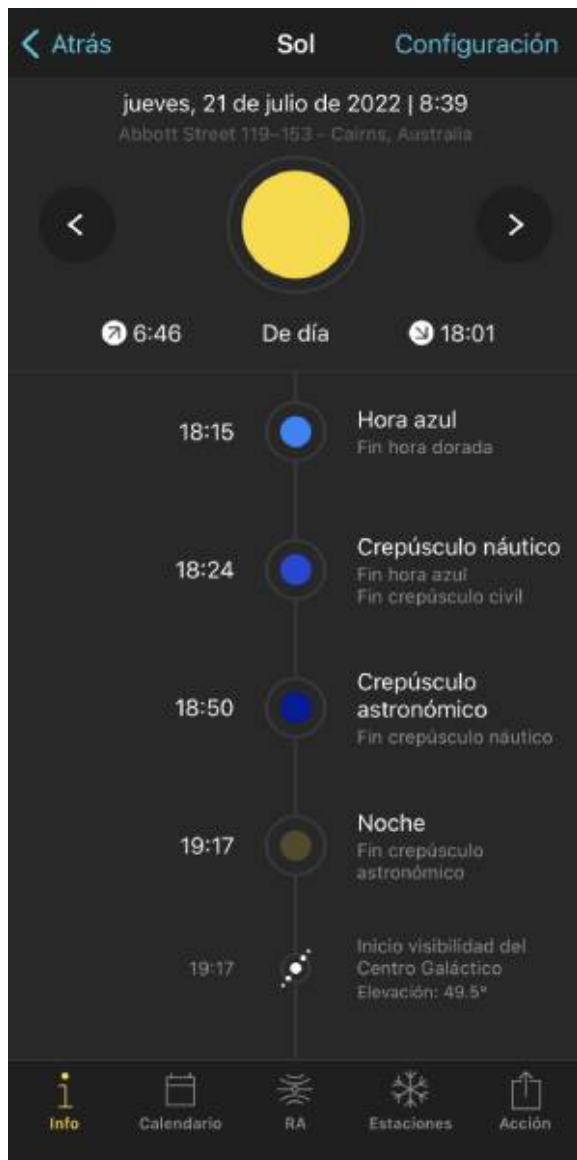 Atrás
Sol
Configuración
jueves, 21 de julio de 2022 | 8:39
Abbott Street 119–153 - Cairns, Australia
6:46
De día
18:01
18:15
Hora azul
Fin hora dorada
18:24
Crepúsculo náutico
Fin hora azul
Fin crepúsculo civil
18:50
Crepúsculo
astronómico
Fin crepúsculo náutico
19:17
Noche
Fin crepúsculo
astronómico
19:17
Inicio visibilidad del
Centro Galáctico
Elevación: 49.5°
Info
Calendario
RA
Estaciones
Acción